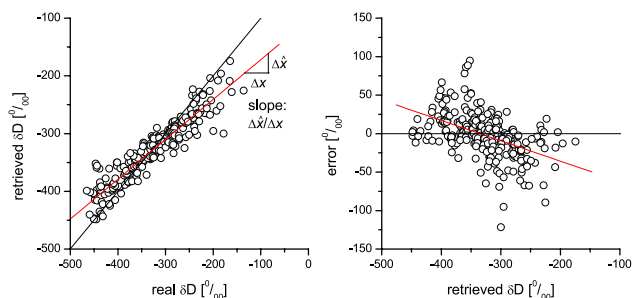 -100
-200
-300
-400
-500
-500 -400 -300 -200 -100 0
retrieved δD [⁰/₀₀]
real δD [⁰/₀₀]
Δx̂
Δx
slope:
Δx̂/Δx
150
100
50
0
-50
-100
-150
-500 -400 -300 -200 -100
error [⁰/₀₀]
retrieved δD [⁰/₀₀]